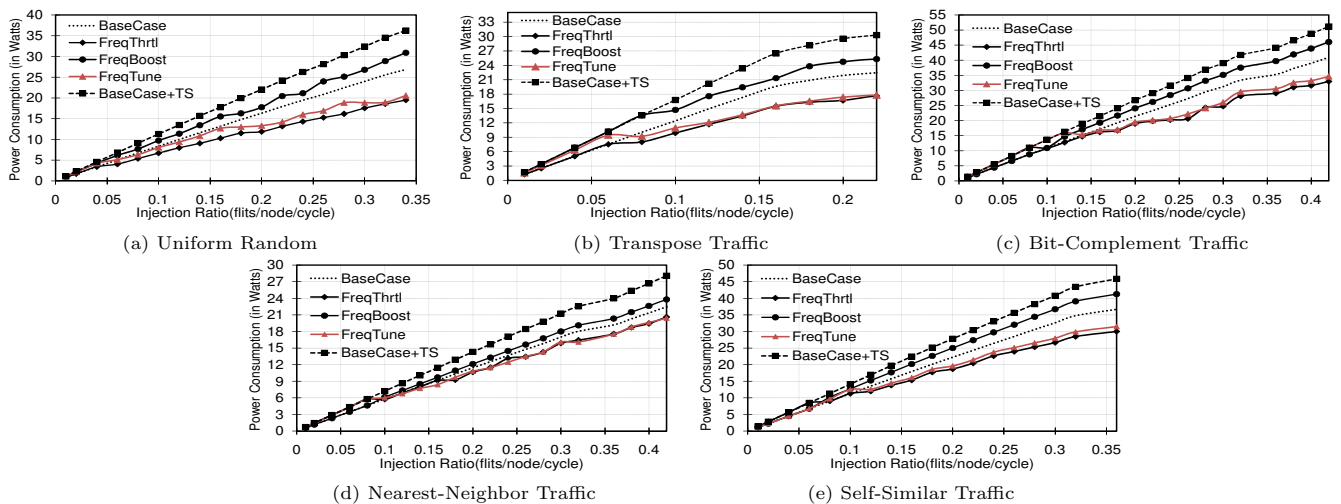 Power Consumption (in Watts)
40
35
30
25
20
15
10
5
0
BaseCase
FreqThrtl
FreqBoost
FreqTune
BaseCase+TS
0 0.05 0.1 0.15 0.2 0.25 0.3 0.35
Injection Ratio(flits/node/cycle)
(a) Uniform Random
Power Consumption (in Watts)
33
30
27
24
21
18
15
12
9
6
3
0
BaseCase
FreqThrtl
FreqBoost
FreqTune
BaseCase+TS
0 0.05 0.1 0.15 0.2
Injection Ratio(flits/node/cycle)
(b) Transpose Traffic
Power Consumption (in Watts)
55
50
45
40
35
30
25
20
15
10
5
0
BaseCase
FreqThrtl
FreqBoost
FreqTune
BaseCase+TS
0 0.05 0.1 0.15 0.2 0.25 0.3 0.35 0.4
Injection Ratio(flits/node/cycle)
(c) Bit-Complement Traffic
Power Consumption (in Watts)
30
27
24
21
18
15
12
9
6
3
0
BaseCase
FreqThrtl
FreqBoost
FreqTune
BaseCase+TS
0 0.05 0.1 0.15 0.2 0.25 0.3 0.35 0.4
Injection Ratio(flits/node/cycle)
(d) Nearest-Neighbor Traffic
Power Consumption (in Watts)
50
45
40
35
30
25
20
15
10
5
0
BaseCase
FreqThrtl
FreqBoost
FreqTune
BaseCase+TS
0 0.05 0.1 0.15 0.2 0.25 0.3 0.35
Injection Ratio(flits/node/cycle)
(e) Self-Similar Traffic